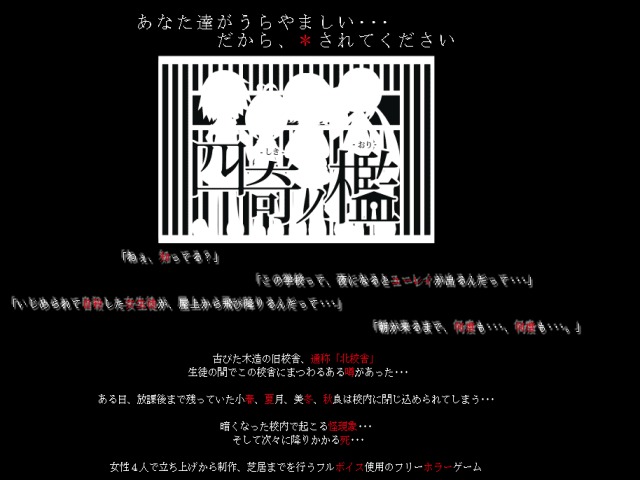 あなた達がうらやましい･･･
だから、＊されてください
四奇ノ檻
-しき-
-おり-
「ねぇ、知ってる？」
「この学校って、夜になるとユーレイが出るんだって･･･」
「いじめられて自殺した女生徒が、屋上から飛び降りるんだって･･･」
「朝が来るまで、何度も･･･、何度も･･･。」
古びた木造の旧校舎、通称『北校舎』
生徒の間でこの校舎にまつわるある噂があった･･･
ある日、放課後まで残っていた小春、夏月、美冬、秋良は校内に閉じ込められてしまう･･･
暗くなった校内で起こる怪現象･･･
そして次々に降りかかる死･･･
女性４人で立ち上げから制作、芝居までを行うフルボイス使用のフリーホラーゲーム